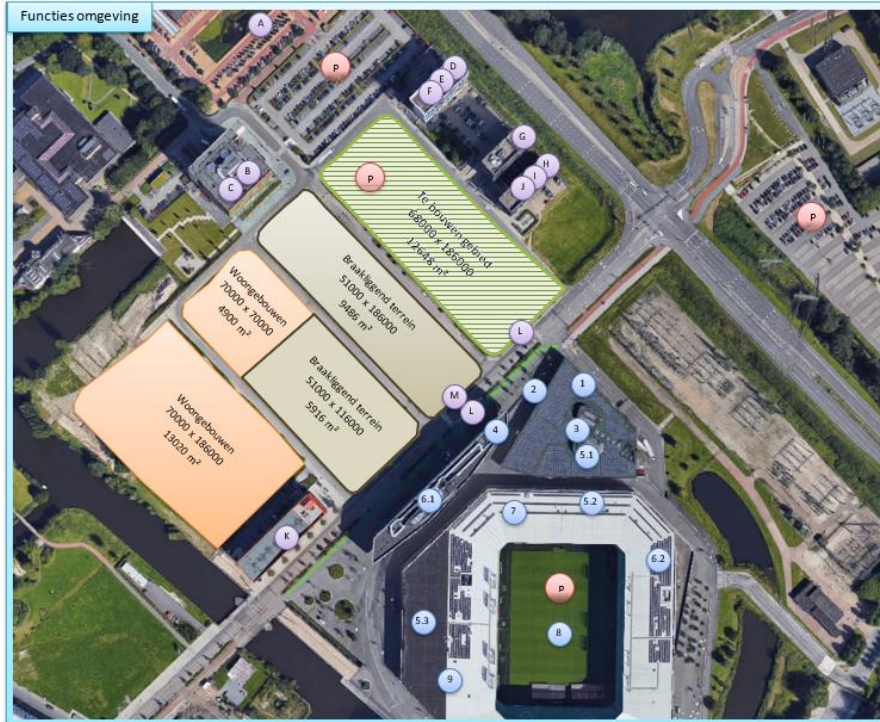 Functies omgeving
A
P
D
E
F
G
H
I
J
B
C
P
Te bouwen gebied
68000 x 186000
12648 m²
P
Braakliggend terrein
51000 x 186000
9486 m²
Woongebouwen
70000 x 70000
4900 m²
Braakliggend terrein
51000 x 116000
5916 m²
Woongebouwen
70000 x 186000
13020 m²
L
M
L
K
1
2
3
4
5.1
5.2
6.1
7
6.2
P
8
5.3
9